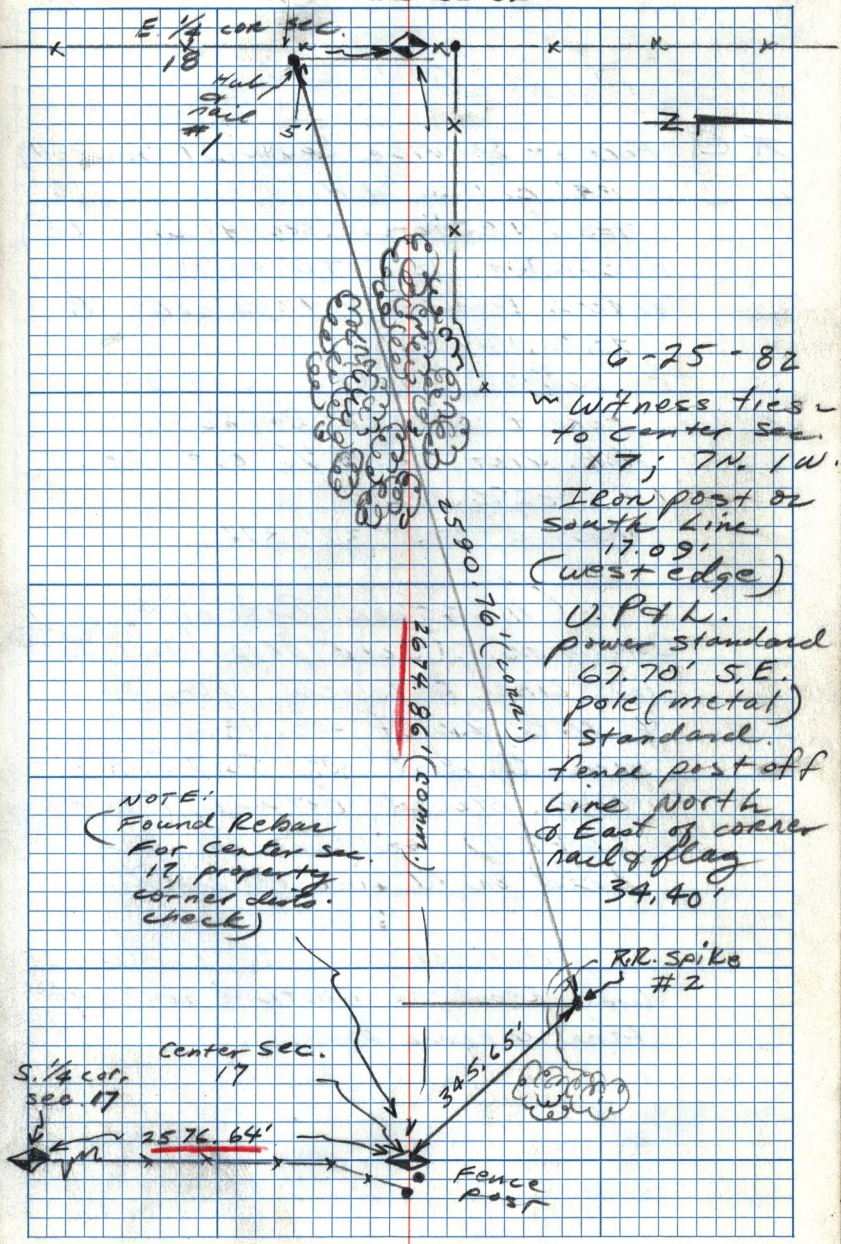 E. 1/4 cor sec.
18
Hub
&
nail
#1
5'
N
6-25-82
Witness ties
to center sec.
17; 7N. 1W.
Iron post on
South Line
17.09'
(west edge)
U.P.&L.
power standard
67.70' S.E.
pole (metal)
standard.
fence post off
Line North
& East of corner
nail & flag
34.40'
2590.76' (corr.)
2674.86' (comm.)
NOTE:
(Found Rebar
For Center sec.
17, property
corner dists.
check)
R.R. Spike
#2
345.65'
Center Sec.
17
S. 1/4 cor.
sec. 17
2576.64'
Fence
post